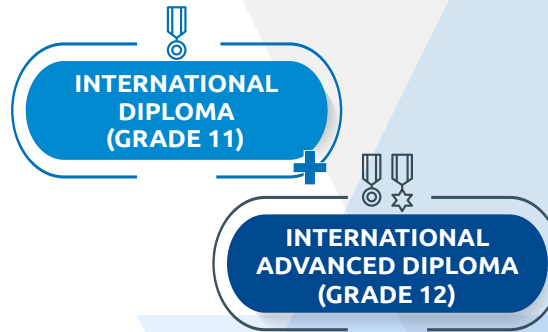 INTERNATIONAL
DIPLOMA
(GRADE 11)
INTERNATIONAL
ADVANCED DIPLOMA
(GRADE 12)